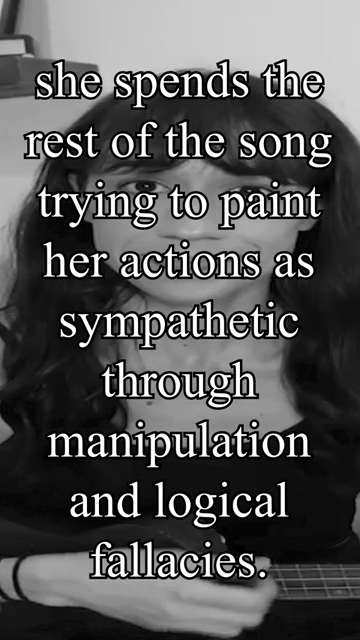 she spends the
rest of the song
trying to paint
her actions as
sympathetic
through
manipulation
and logical
fallacies.